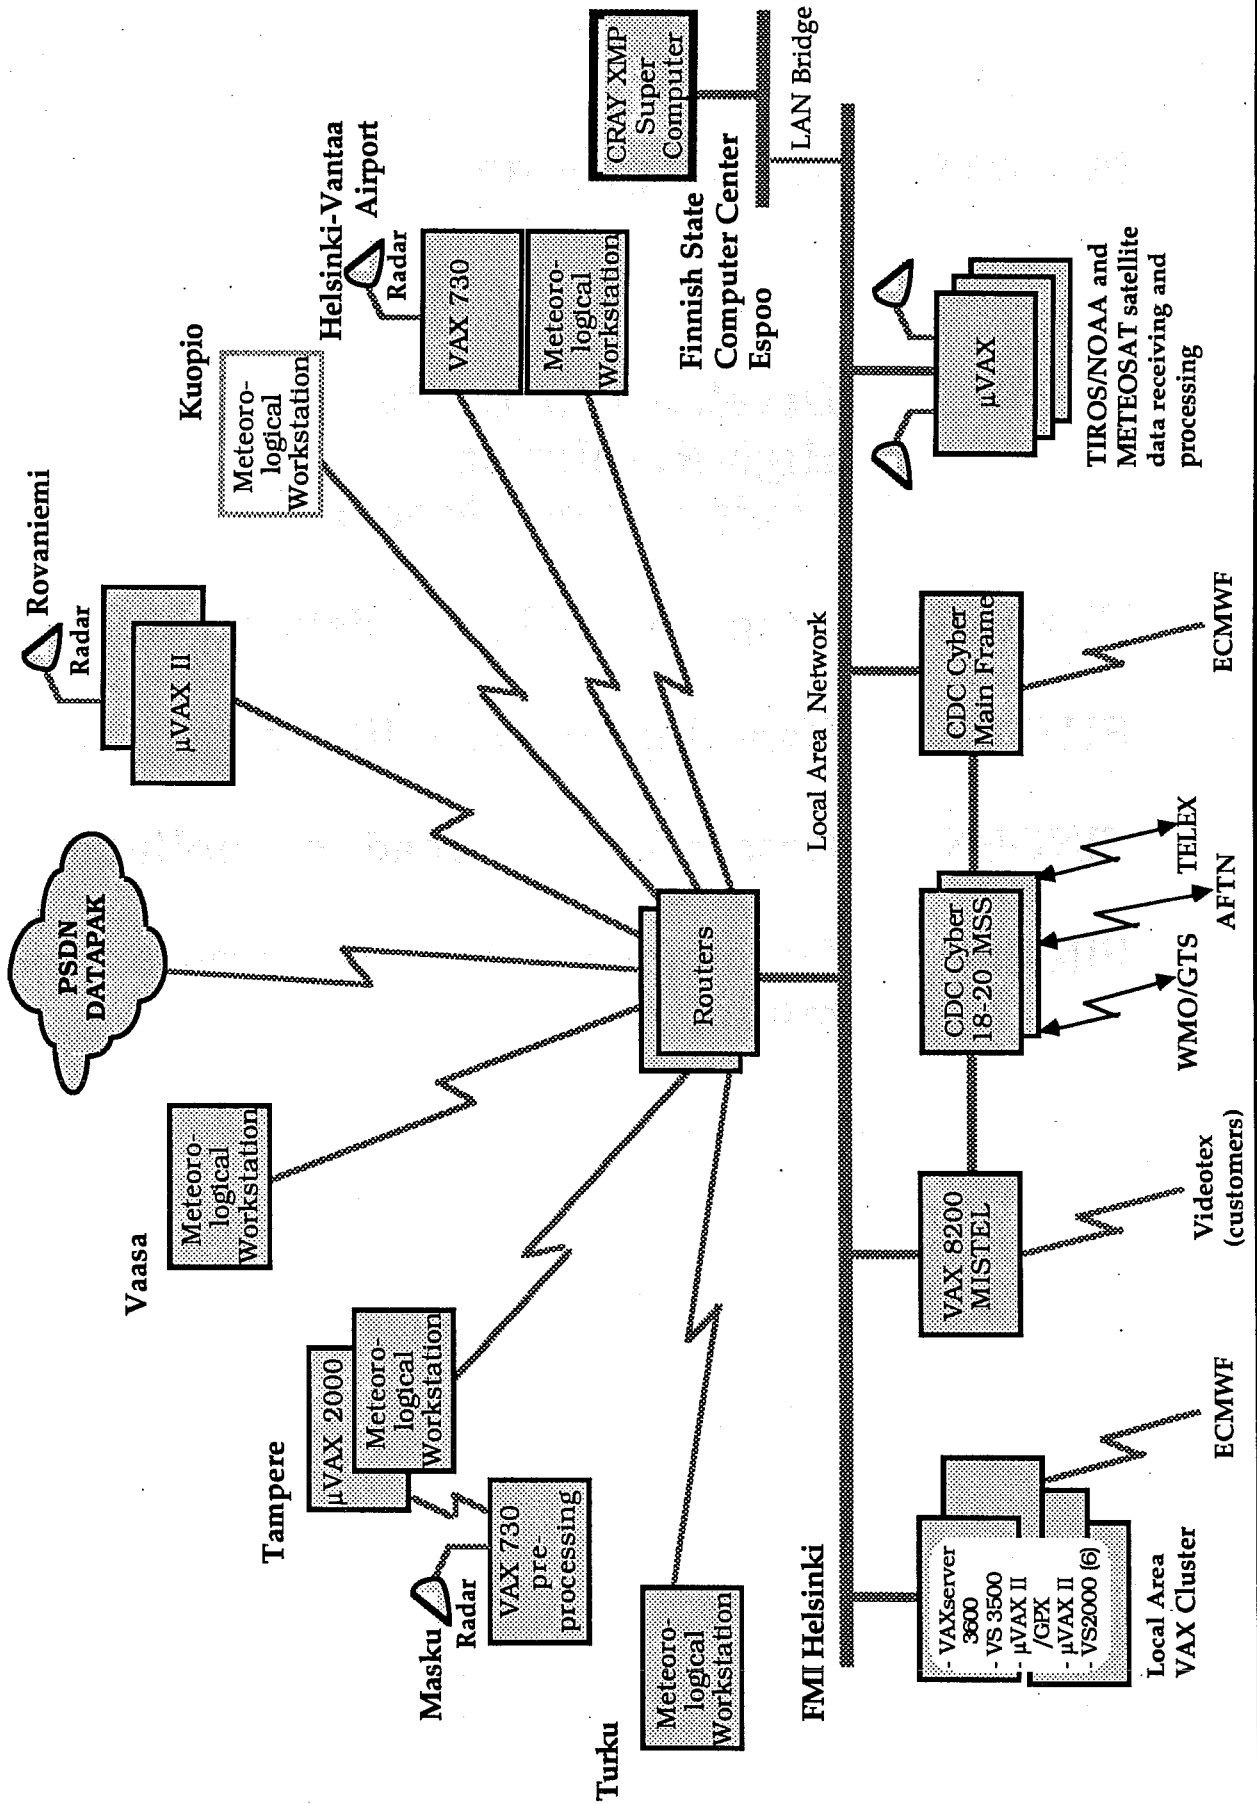 Turku
Meteoro-
logical
Workstation
Masku
Radar
VAX 730
pre-
processing
Tampere
µVAX 2000
Meteoro-
logical
Workstation
Vaasa
Meteoro-
logical
Workstation
PSDN
DATAPAK
Rovaniemi
Radar
µVAX II
Kuopio
Meteoro-
logical
Workstation
Helsinki-Vantaa
Airport
Radar
VAX 730
Meteoro-
logical
Workstation
CRAY XMP
Super
Computer
Finnish State
Computer Center
Espoo
LAN Bridge
Routers
FMI Helsinki
Local Area Network
- VAXserver
3600
- VS 3500
- µVAX II
/GPX
- µVAX II
- VS2000 (6)
Local Area
VAX Cluster
ECMWF
VAX 8200
MISTEL
Videotex
(customers)
CDC Cyber
18-20 MSS
WMO/GTS
AFTN
TELEX
CDC Cyber
Main Frame
ECMWF
µVAX
TIROS/NOAA and
METEOSAT satellite
data receiving and
processing